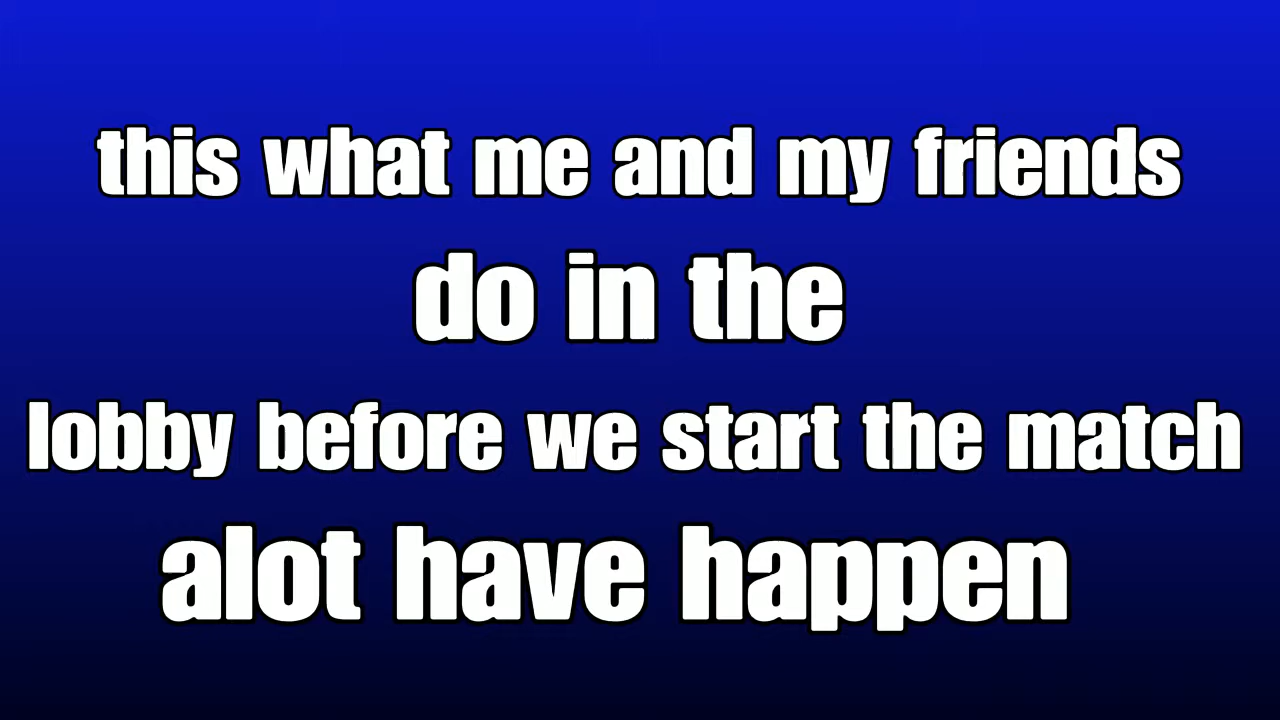 this what me and my friends
do in the
lobby before we start the match
alot have happen